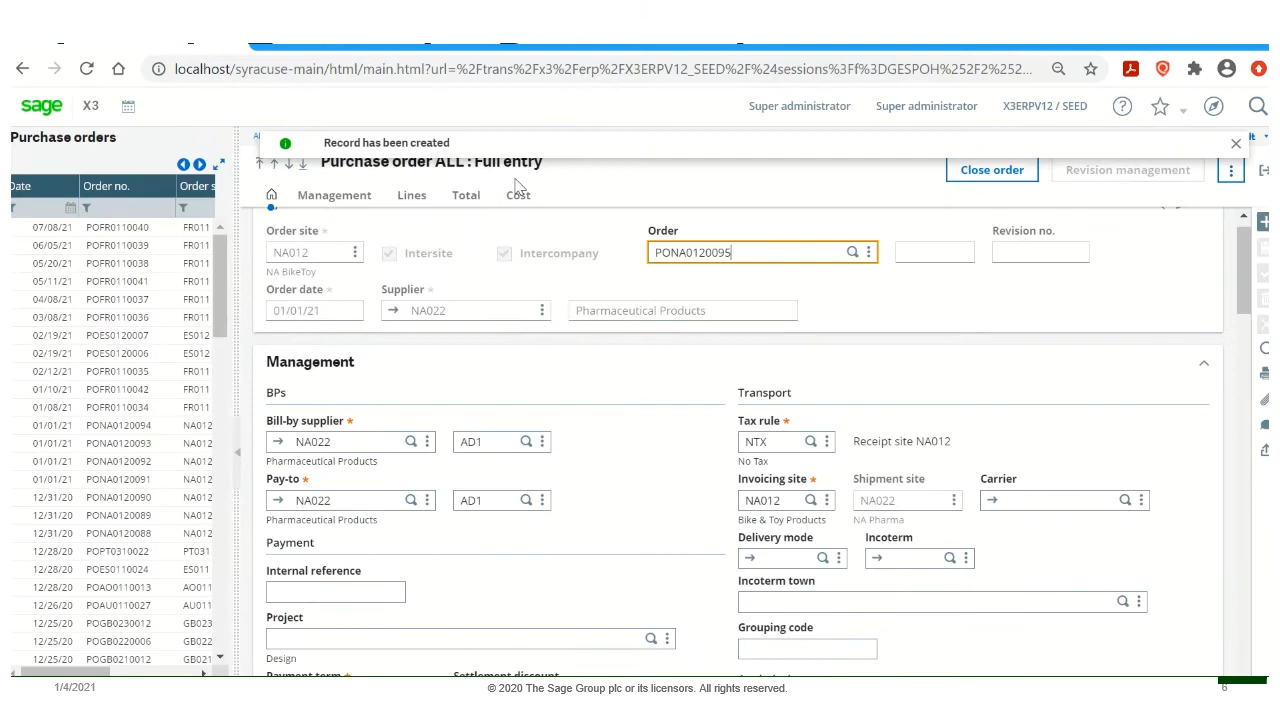 localhost/syracuse-main/html/main.html?url=%2Ftrans%2Fx3%2Ferp%2FX3ERPV12_SEED%2F%24sessions%3Ff%3DGESPOH%252F2%252...
sage X3 Super administrator Super administrator X3ERPV12 / SEED
Purchase orders
Record has been created
Purchase order ALL : Full entry
Close order Revision management
Management Lines Total Cost
Date Order no. Order s
07/08/21 POFR0110040 FR011
06/05/21 POFR0110039 FR011
05/20/21 POFR0110038 FR011
05/11/21 POFR0110041 FR011
04/08/21 POFR0110037 FR011
03/08/21 POFR0110036 FR011
02/19/21 POES0120007 ES012
02/19/21 POES0120006 ES012
02/12/21 POFR0110035 FR011
01/10/21 POFR0110042 FR011
01/08/21 POFR0110034 FR011
01/01/21 PONA0120094 NA012
01/01/21 PONA0120093 NA012
01/01/21 PONA0120092 NA012
01/01/21 PONA0120091 NA012
12/31/20 PONA0120090 NA012
12/31/20 PONA0120089 NA012
12/31/20 PONA0120088 NA012
12/28/20 POPT0310022 PT031
12/28/20 POES0110024 ES011
12/28/20 POAO0110013 AO011
12/26/20 POAU0110027 AU011
12/25/20 POGB0230012 GB023
12/25/20 POGB0220006 GB022
12/25/20 POGB0210012 GB021
Order site * Order Revision no.
NA012 Intersite Intercompany PONA0120095
NA BikeToy
Order date * Supplier *
01/01/21 NA022 Pharmaceutical Products
Management
BPs Transport
Bill-by supplier * Tax rule *
NA022 AD1 NTX Receipt site NA012
Pharmaceutical Products No Tax
Pay-to * Invoicing site * Shipment site Carrier
NA022 AD1 NA012 NA022
Pharmaceutical Products Bike & Toy Products NA Pharma
Payment Delivery mode Incoterm
Internal reference Incoterm town
Project Grouping code
Design
Payment term * Settlement discount
1/4/2021 © 2020 The Sage Group plc or its licensors. All rights reserved. 6